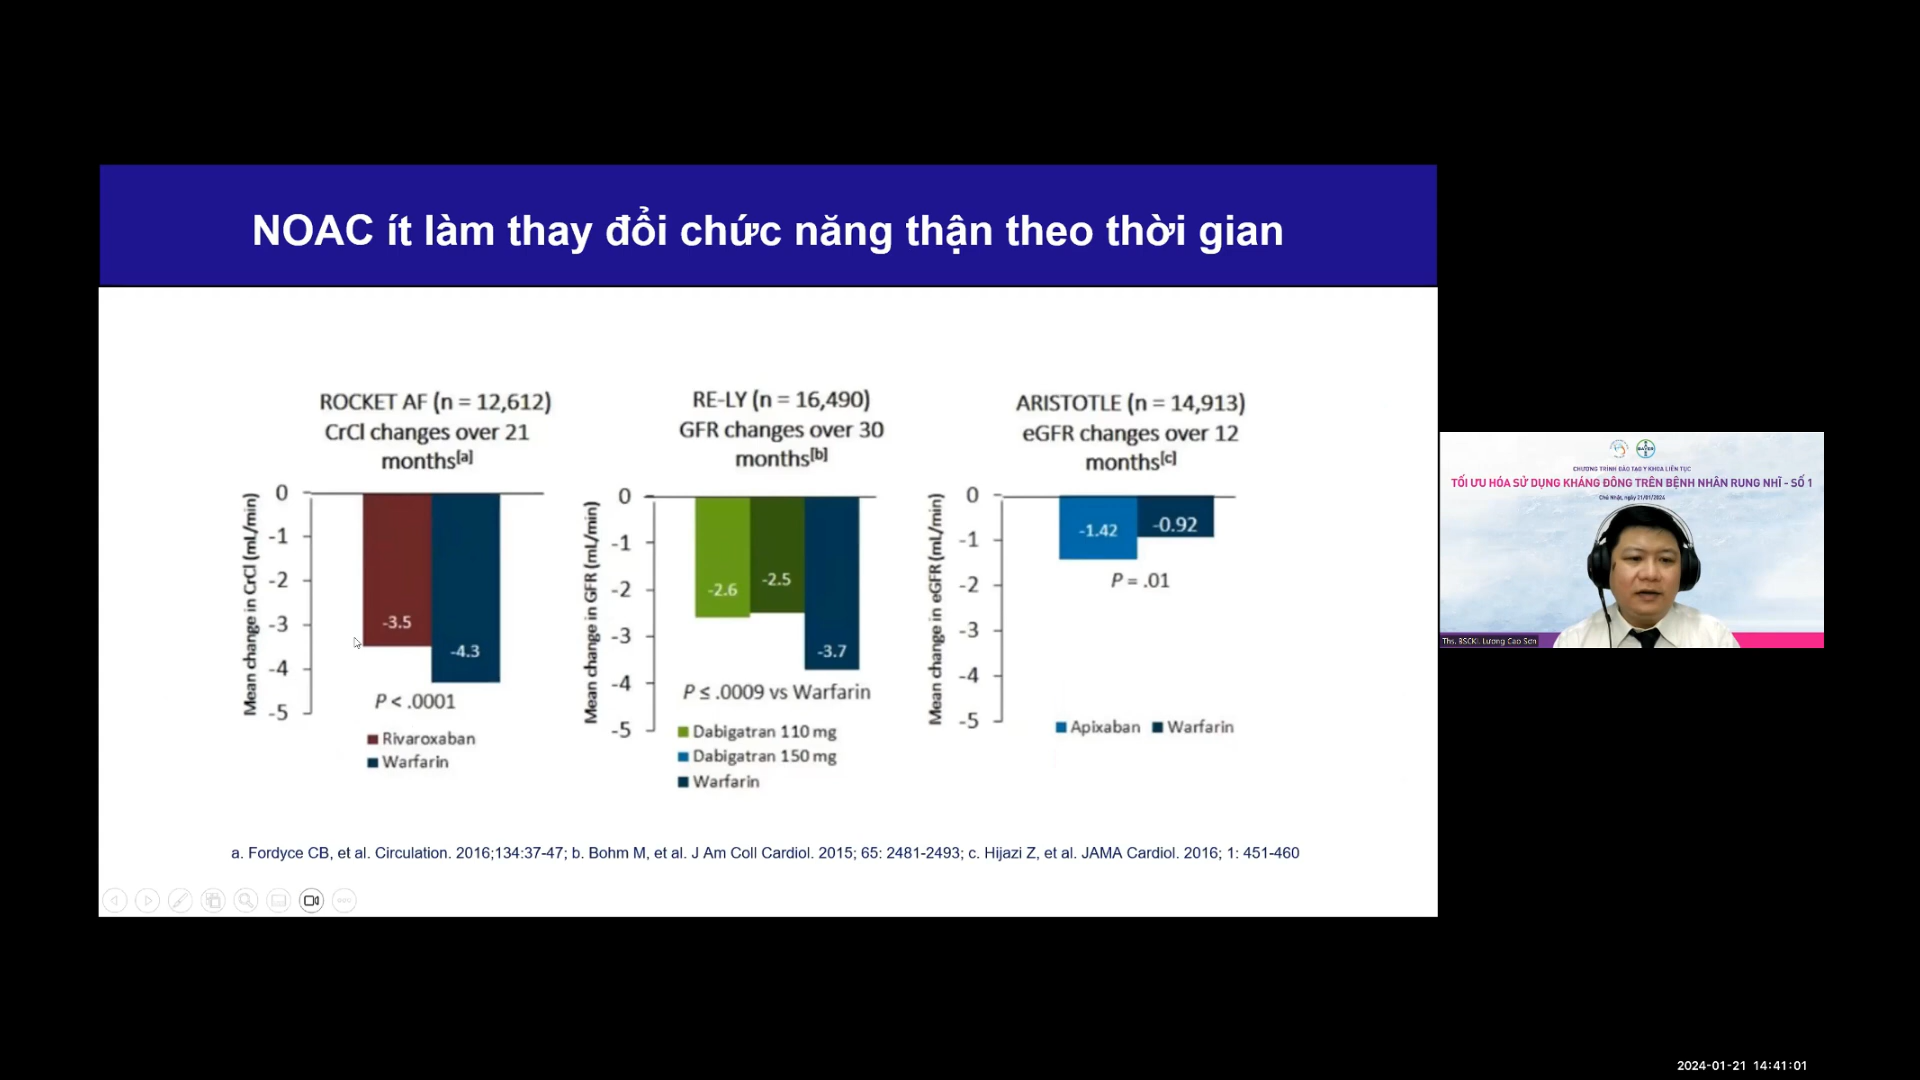 NOAC ít làm thay đổi chức năng thận theo thời gian
ROCKET AF (n = 12,612)
CrCl changes over 21
months[a]
Mean change in CrCl (mL/min)
0
-1
-2
-3
-4
-5
-3.5
-4.3
P < .0001
Rivaroxaban
Warfarin
RE-LY (n = 16,490)
GFR changes over 30
months[b]
Mean change in GFR (mL/min)
0
-1
-2
-3
-4
-5
-2.6
-2.5
-3.7
P ≤ .0009 vs Warfarin
Dabigatran 110 mg
Dabigatran 150 mg
Warfarin
ARISTOTLE (n = 14,913)
eGFR changes over 12
months[c]
Mean change in eGFR (mL/min)
0
-1
-2
-3
-4
-5
-1.42
-0.92
P = .01
Apixaban
Warfarin
a. Fordyce CB, et al. Circulation. 2016;134:37-47; b. Bohm M, et al. J Am Coll Cardiol. 2015; 65: 2481-2493; c. Hijazi Z, et al. JAMA Cardiol. 2016; 1: 451-460
BAYER
CHƯƠNG TRÌNH ĐÀO TẠO Y KHOA LIÊN TỤC
TỐI ƯU HÓA SỬ DỤNG KHÁNG ĐÔNG TRÊN BỆNH NHÂN RUNG NHĨ - SỐ 1
Chủ Nhật, ngày 21/01/2024
Ths. BSCKI. Lương Cao Sơn
2024-01-21 14:41:01